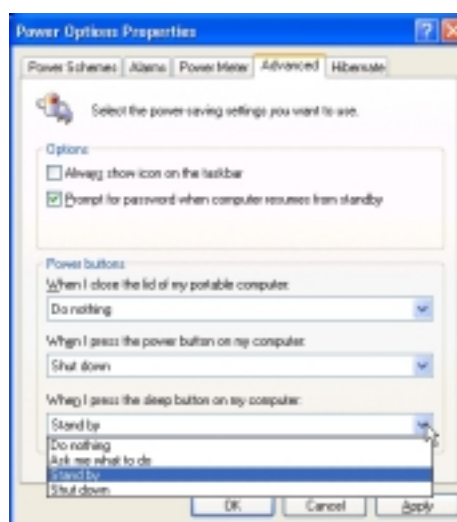 Power Options Properties
Power Schemes Alarms Power Meter Advanced Hibernate
Select the power-saving settings you want to use.
Options
Always show icon on the taskbar
Prompt for password when computer resumes from standby
Power buttons
When I close the lid of my portable computer:
Do nothing
When I press the power button on my computer:
Shut down
When I press the sleep button on my computer:
Stand by
Do nothing
Ask me what to do
Stand by
Shut down
OK Cancel Apply